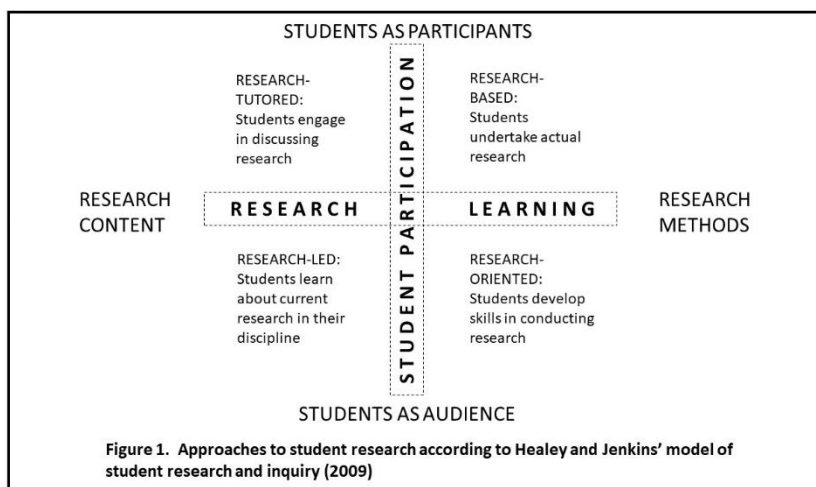 STUDENTS AS PARTICIPANTS
RESEARCH-
TUTORED:
Students engage
in discussing
research
RESEARCH-
BASED:
Students
undertake actual
research
STUDENT PARTICIPATION
RESEARCH
CONTENT
RESEARCH
LEARNING
RESEARCH
METHODS
RESEARCH-LED:
Students learn
about current
research in their
discipline
RESEARCH-
ORIENTED:
Students develop
skills in conducting
research
STUDENTS AS AUDIENCE
Figure 1. Approaches to student research according to Healey and Jenkins’ model of
student research and inquiry (2009)